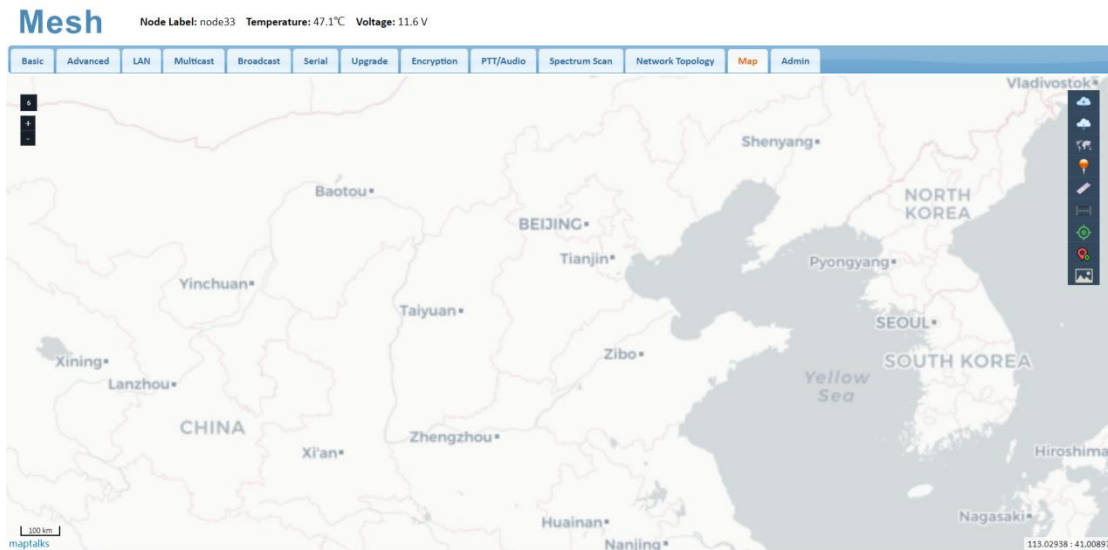 Mesh
Node Label: node33 Temperature: 47.1℃ Voltage: 11.6 V
Basic Advanced LAN Multicast Broadcast Serial Upgrade Encryption PTT/Audio Spectrum Scan Network Topology Map Admin
Vladivostok
6
+
-
Shenyang
Baotou
NORTH
KOREA
BEIJING
Tianjin
Pyongyang
Yinchuan
Taiyuan
SEOUL
Zibo
Xining
SOUTH KOREA
Lanzhou
Yellow
Sea
CHINA
Zhengzhou
Xi'an
Hiroshima
Nagasaki
Huainan
100 km
maptalks
Nanjing
113.02938 : 41.00897